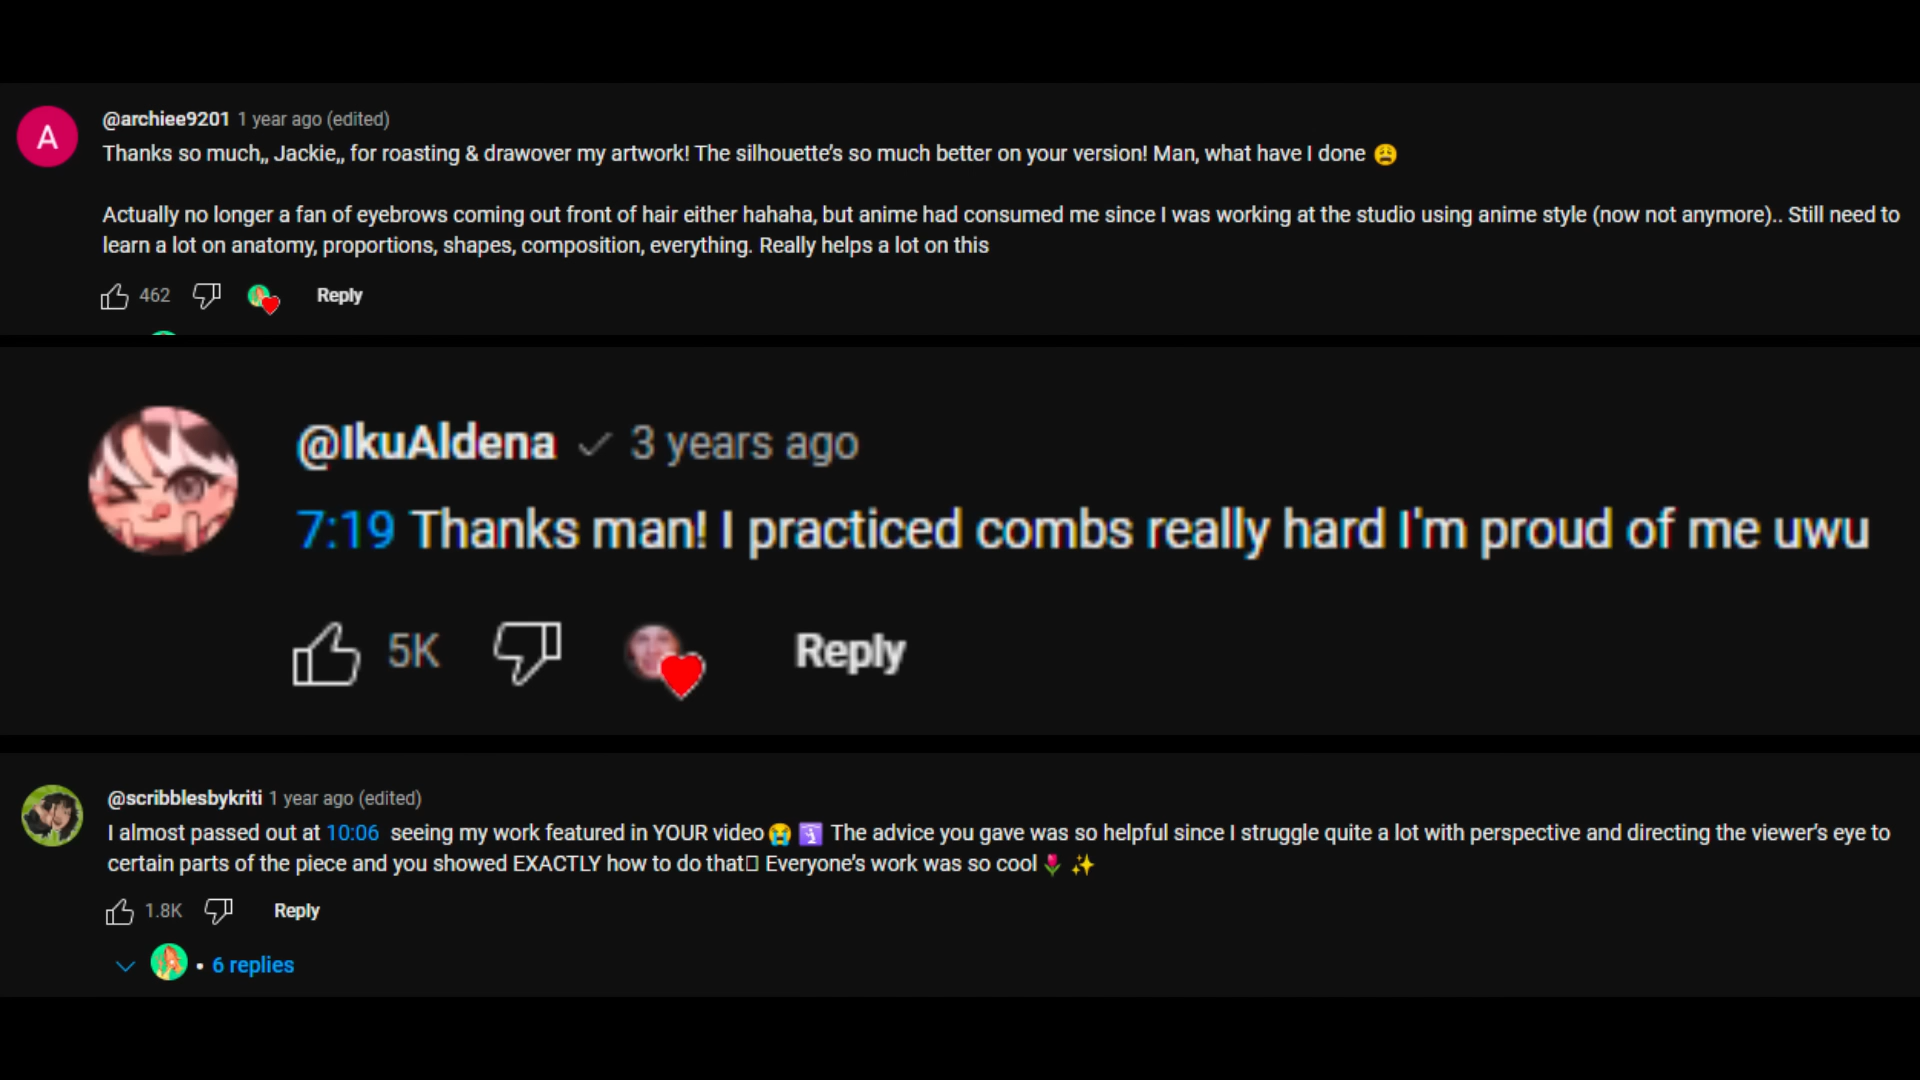 A
@archiee9201 1 year ago (edited)
Thanks so much,, Jackie,, for roasting & drawover my artwork! The silhouette's so much better on your version! Man, what have I done 😩
Actually no longer a fan of eyebrows coming out front of hair either hahaha, but anime had consumed me since I was working at the studio using anime style (now not anymore).. Still need to
learn a lot on anatomy, proportions, shapes, composition, everything. Really helps a lot on this
462 Reply
@IkuAldena 3 years ago
7:19 Thanks man! I practiced combs really hard I'm proud of me uwu
5K Reply
@scribblesbykriti 1 year ago (edited)
I almost passed out at 10:06 seeing my work featured in YOUR video😭 🛐 The advice you gave was so helpful since I struggle quite a lot with perspective and directing the viewer's eye to
certain parts of the piece and you showed EXACTLY how to do that▯ Everyone's work was so cool🌷 ✨
1.8K Reply
• 6 replies